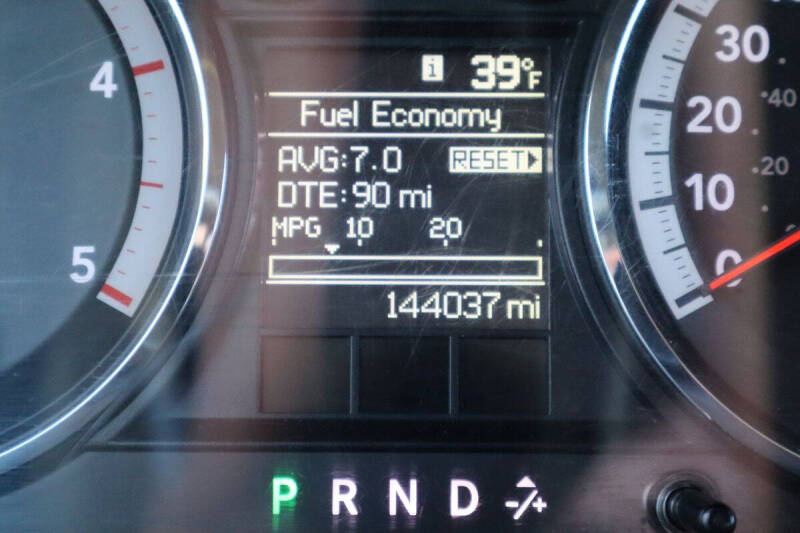 4
5
i 39°F
Fuel Economy
AVG:7.0 RESET
DTE:90 mi
MPG 10 20
144037 mi
30
20
10
0
40
20
P R N D -/+